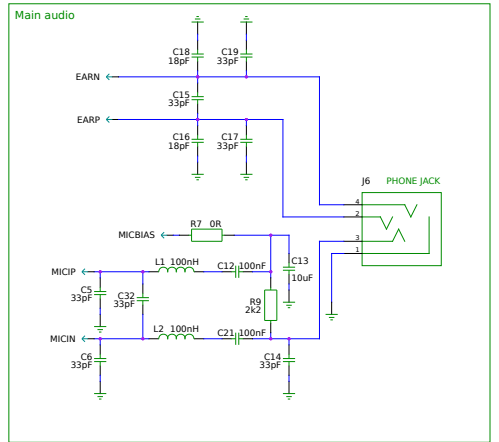 Main audio
C18
18pF
C19
33pF
EARN
C15
33pF
EARP
C16
18pF
C17
33pF
J6 PHONE JACK
4
2
3
1
R7 0R
MICBIAS
L1 100nH
C12 100nF
C13
10uF
MICIP
C5
33pF
C32
33pF
R9
2k2
L2 100nH
C21 100nF
MICIN
C6
33pF
C14
33pF